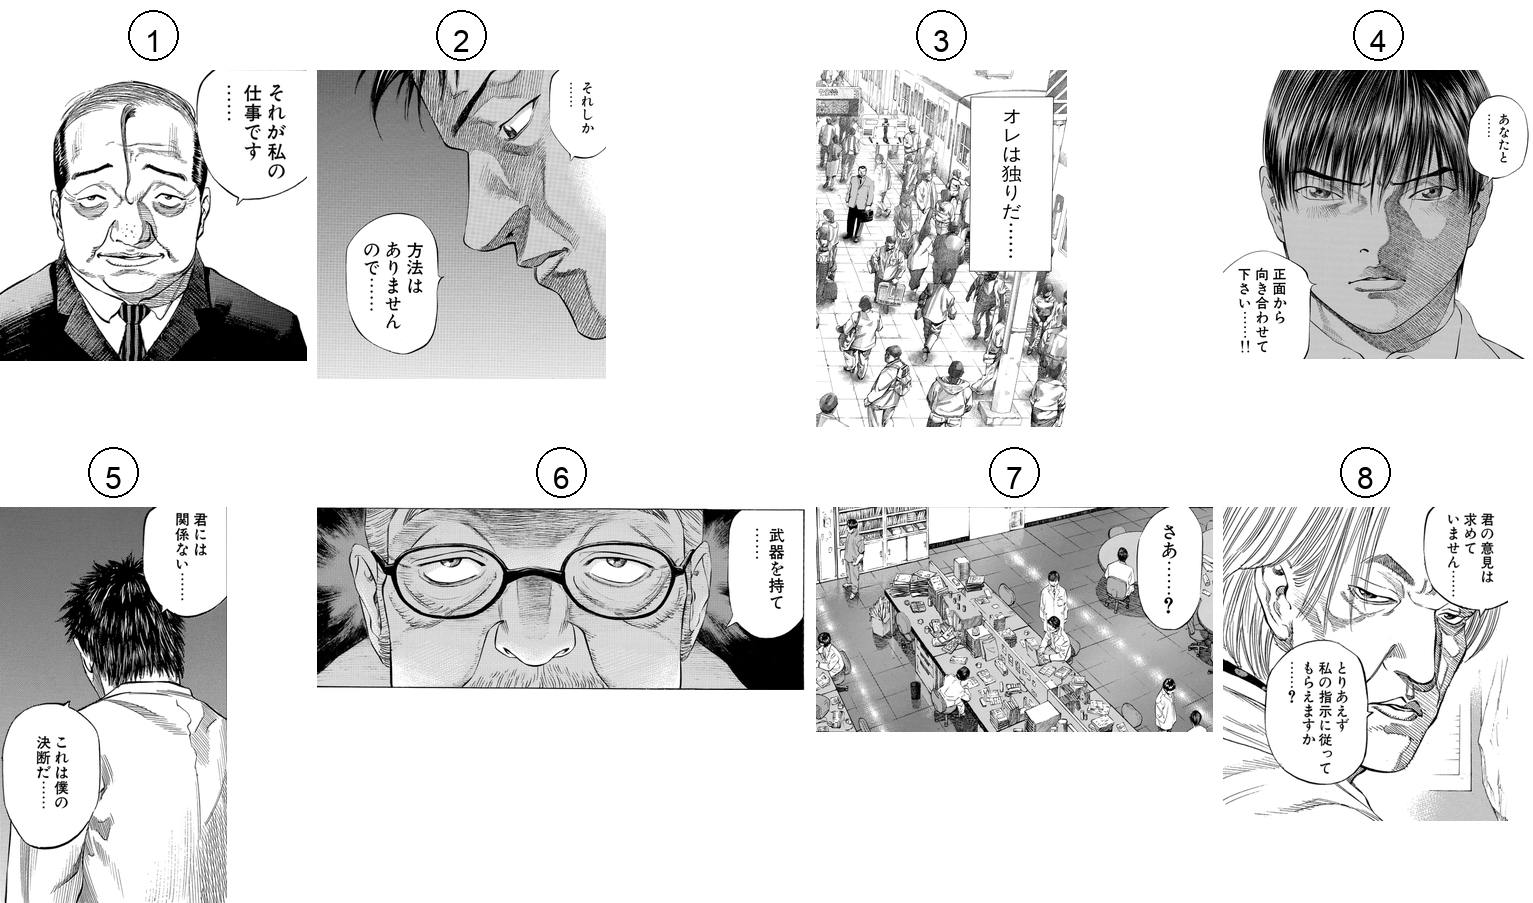 1
それが私の
仕事です
……
2
それしか
……
方法は
ありません
ので……
3
オレは独りだ……
4
あなたと
……
正面から
向き合わせて
下さい……!!
5
君には
関係ない……
これは僕の
決断だ……
6
武器を持て
……
7
さあ……?
8
君の意見は
求めて
いません……
とりあえず
私の指示に従って
もらえますか
……?